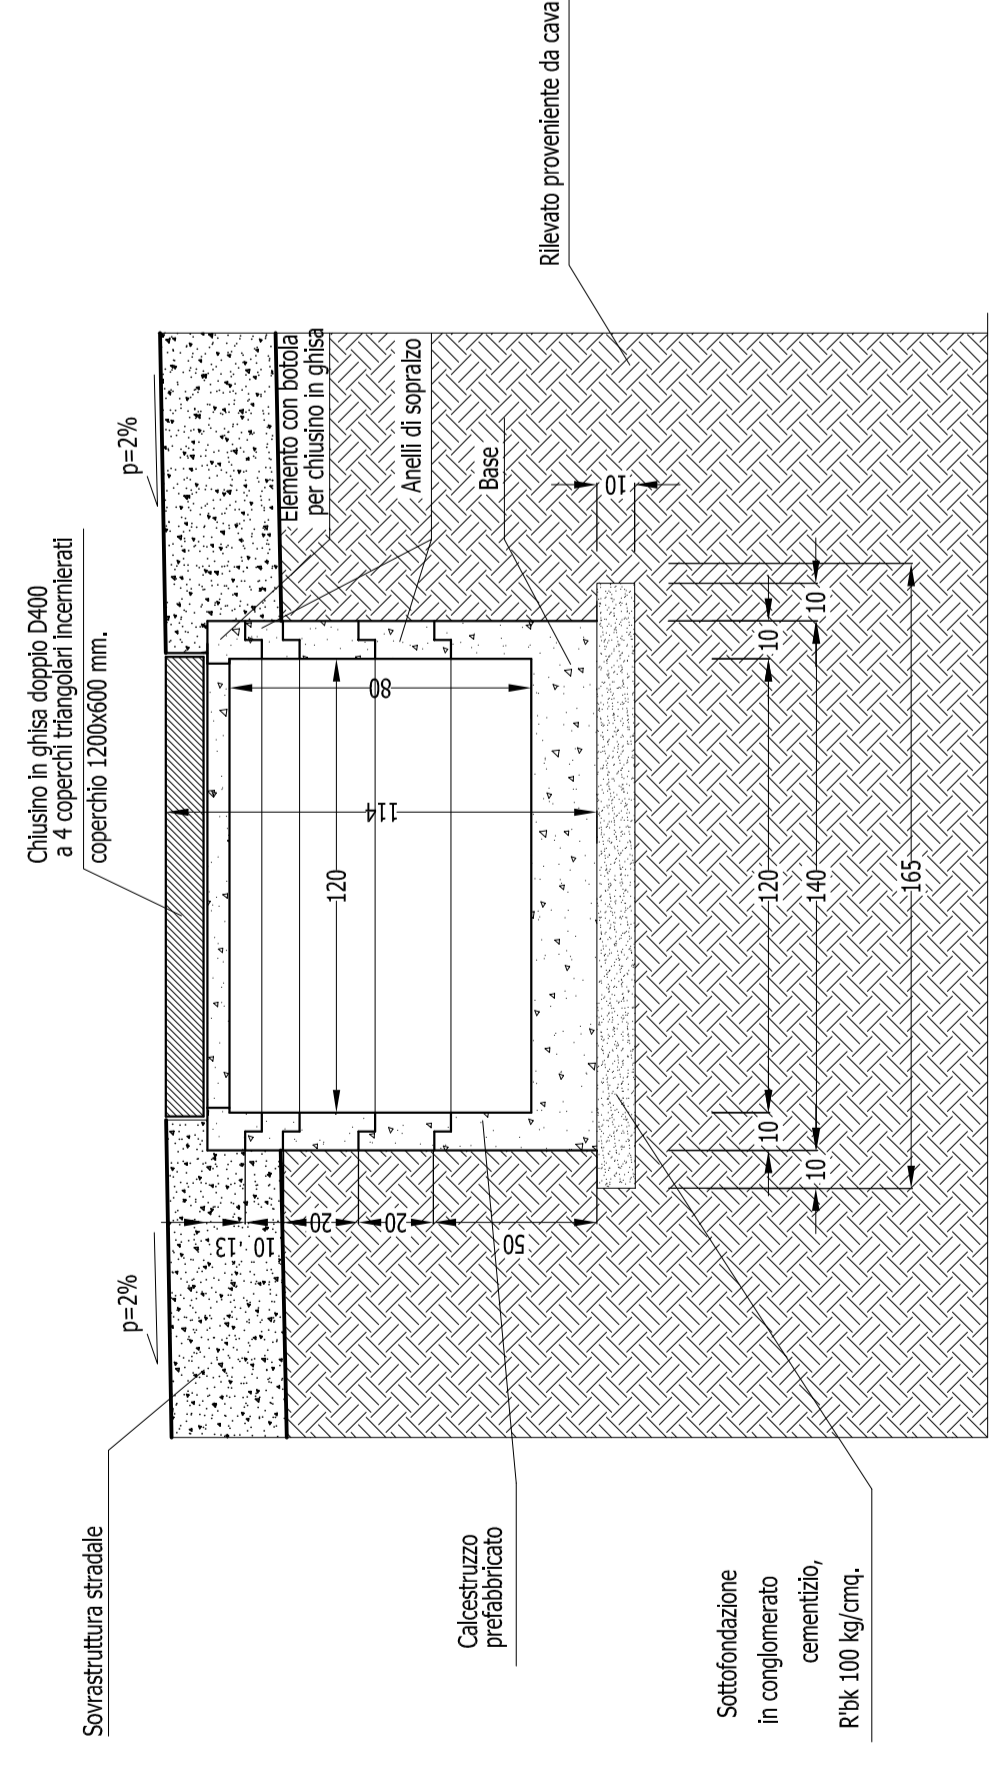 Chiusino in ghisa doppio D400
a 4 coperchi triangolari incernierati
coperchio 1200x600 mm.
Sovrastruttura stradale
p=2%
p=2%
Elemento con botola
per chiusino in ghisa
Anelli di sopralzo
Base
Rilevato proveniente da cava
Calcestruzzo
prefabbricato
Sottofondazione
in conglomerato
cementizio,
R'bk 100 kg/cmq.
13
10
20
20
50
80
114
120
10
10
120
10
10
140
10
165